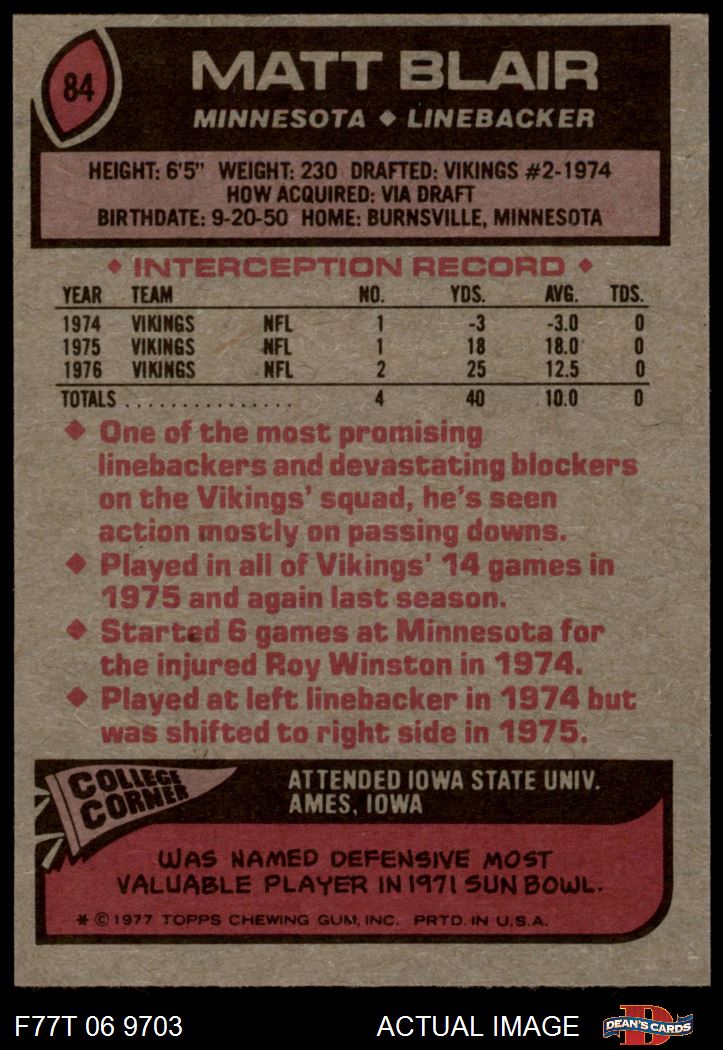 84
MATT BLAIR
MINNESOTA ♦ LINEBACKER
HEIGHT: 6'5" WEIGHT: 230 DRAFTED: VIKINGS #2-1974
HOW ACQUIRED: VIA DRAFT
BIRTHDATE: 9-20-50 HOME: BURNSVILLE, MINNESOTA
♦ INTERCEPTION RECORD ♦
YEAR TEAM NO. YDS. AVG. TDS.
1974 VIKINGS NFL 1 -3 -3.0 0
1975 VIKINGS NFL 1 18 18.0 0
1976 VIKINGS NFL 2 25 12.5 0
TOTALS ................ 4 40 10.0 0
♦ One of the most promising
linebackers and devastating blockers
on the Vikings' squad, he's seen
action mostly on passing downs.
♦ Played in all of Vikings' 14 games in
1975 and again last season.
♦ Started 6 games at Minnesota for
the injured Roy Winston in 1974.
♦ Played at left linebacker in 1974 but
was shifted to right side in 1975.
COLLEGE
CORNER
ATTENDED IOWA STATE UNIV.
AMES, IOWA
WAS NAMED DEFENSIVE MOST
VALUABLE PLAYER IN 1971 SUN BOWL.
* © 1977 TOPPS CHEWING GUM, INC. PRTD. IN U.S.A.
F77T 06 9703 ACTUAL IMAGE
D
DEAN'S CARDS